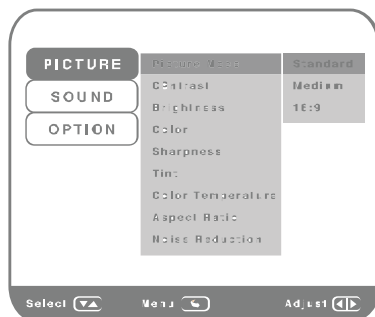 PICTURE
SOUND
OPTION
Picture Mode
Contrast
Brightness
Color
Sharpness
Tint
Color Temperature
Aspect Ratio
Noise Reduction
Standard
Medium
16:9
Select
Menu
Adjust